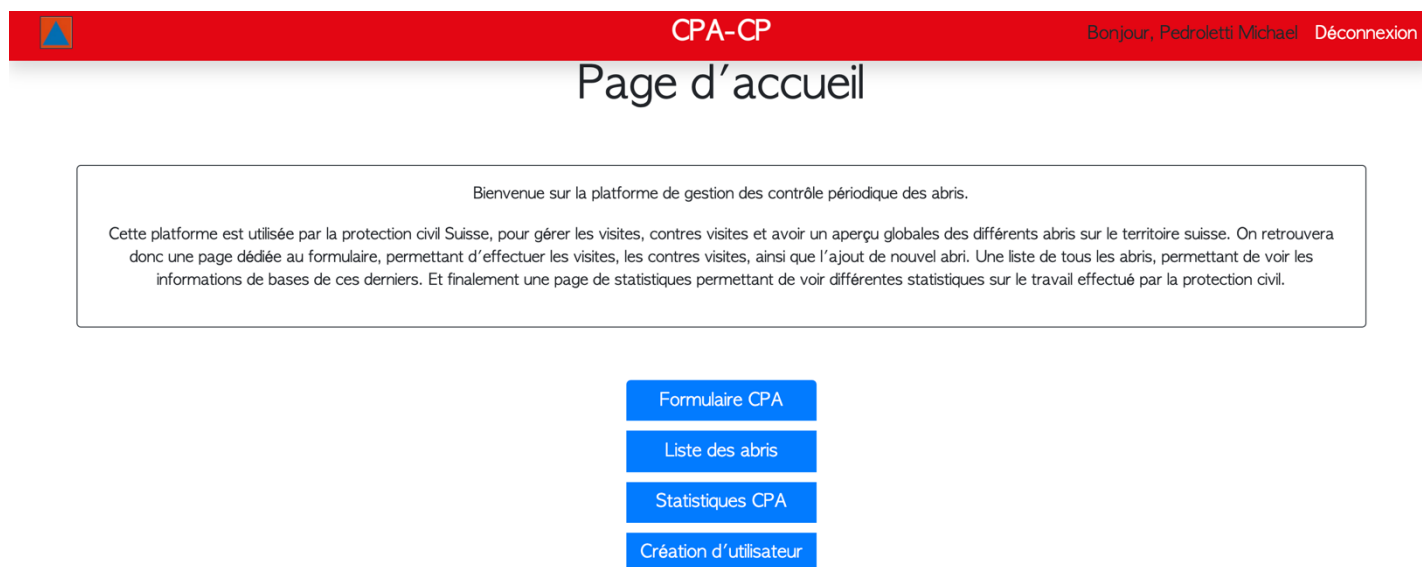 CPA-CP
Bonjour, Pedroletti Michael Déconnexion
Page d'accueil
Bienvenue sur la platforme de gestion des contrôle périodique des abris.
Cette platforme est utilisée par la protection civil Suisse, pour gérer les visites, contres visites et avoir un aperçu globales des différents abris sur le territoire suisse. On retrouvera
donc une page dédiée au formulaire, permettant d'effectuer les visites, les contres visites, ainsi que l'ajout de nouvel abri. Une liste de tous les abris, permettant de voir les
informations de bases de ces derniers. Et finalement une page de statistiques permettant de voir différentes statistiques sur le travail effectué par la protection civil.
Formulaire CPA
Liste des abris
Statistiques CPA
Création d'utilisateur